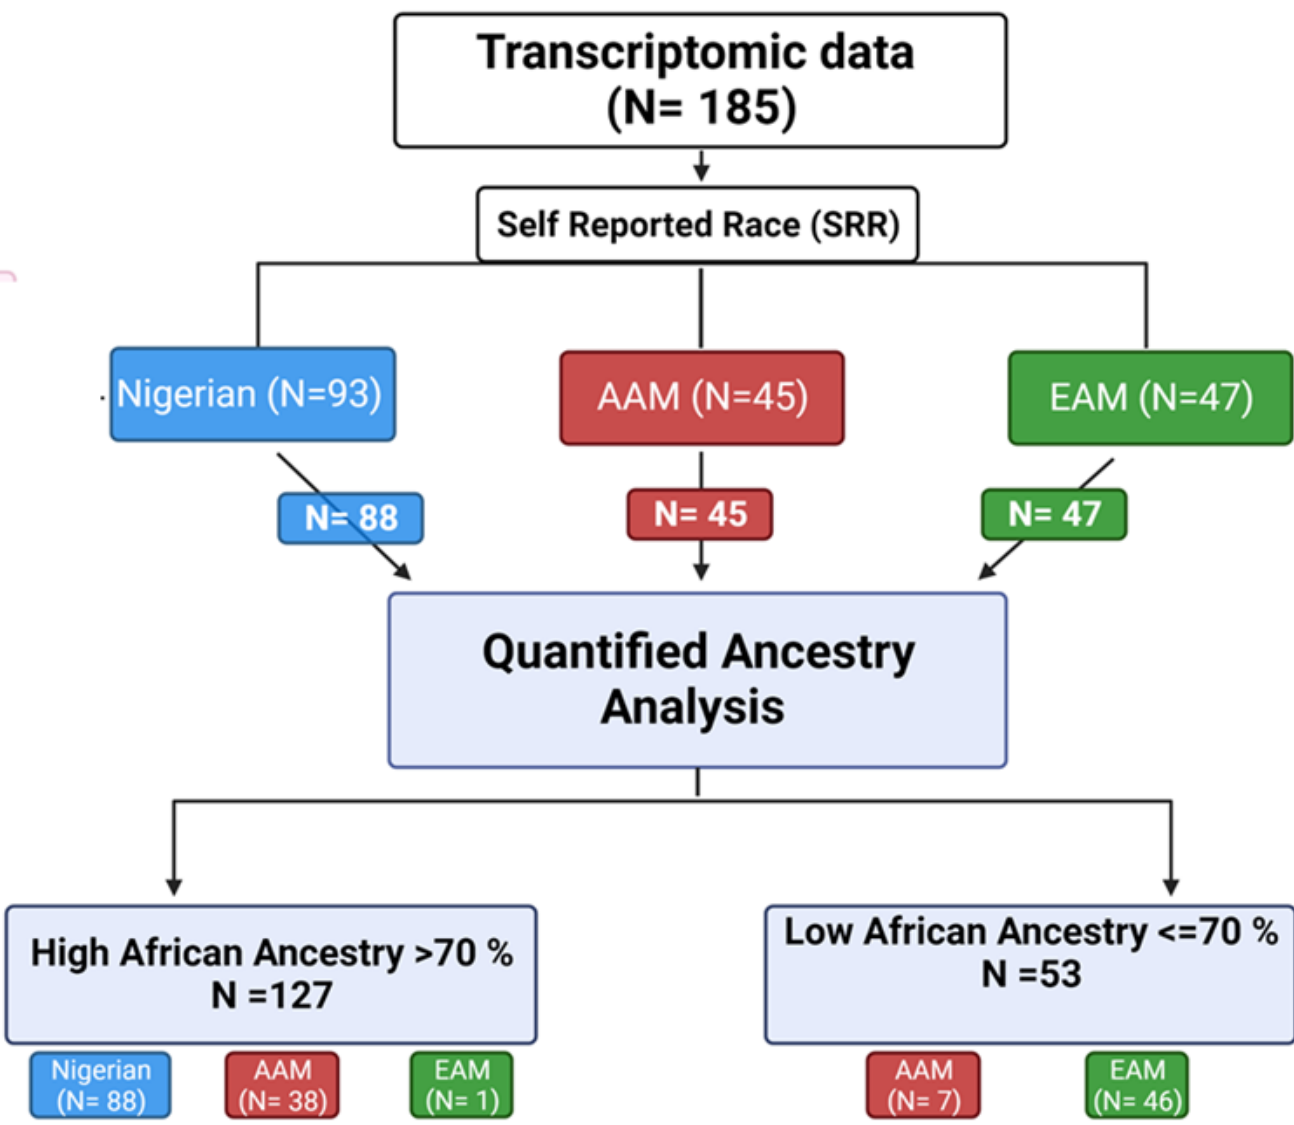 Transcriptomic data
(N= 185)
Self Reported Race (SRR)
Nigerian (N=93)
AAM (N=45)
EAM (N=47)
N= 88
N= 45
N= 47
Quantified Ancestry
Analysis
High African Ancestry >70 %
N =127
Low African Ancestry <=70 %
N =53
Nigerian
(N= 88)
AAM
(N= 38)
EAM
(N= 1)
AAM
(N= 7)
EAM
(N= 46)